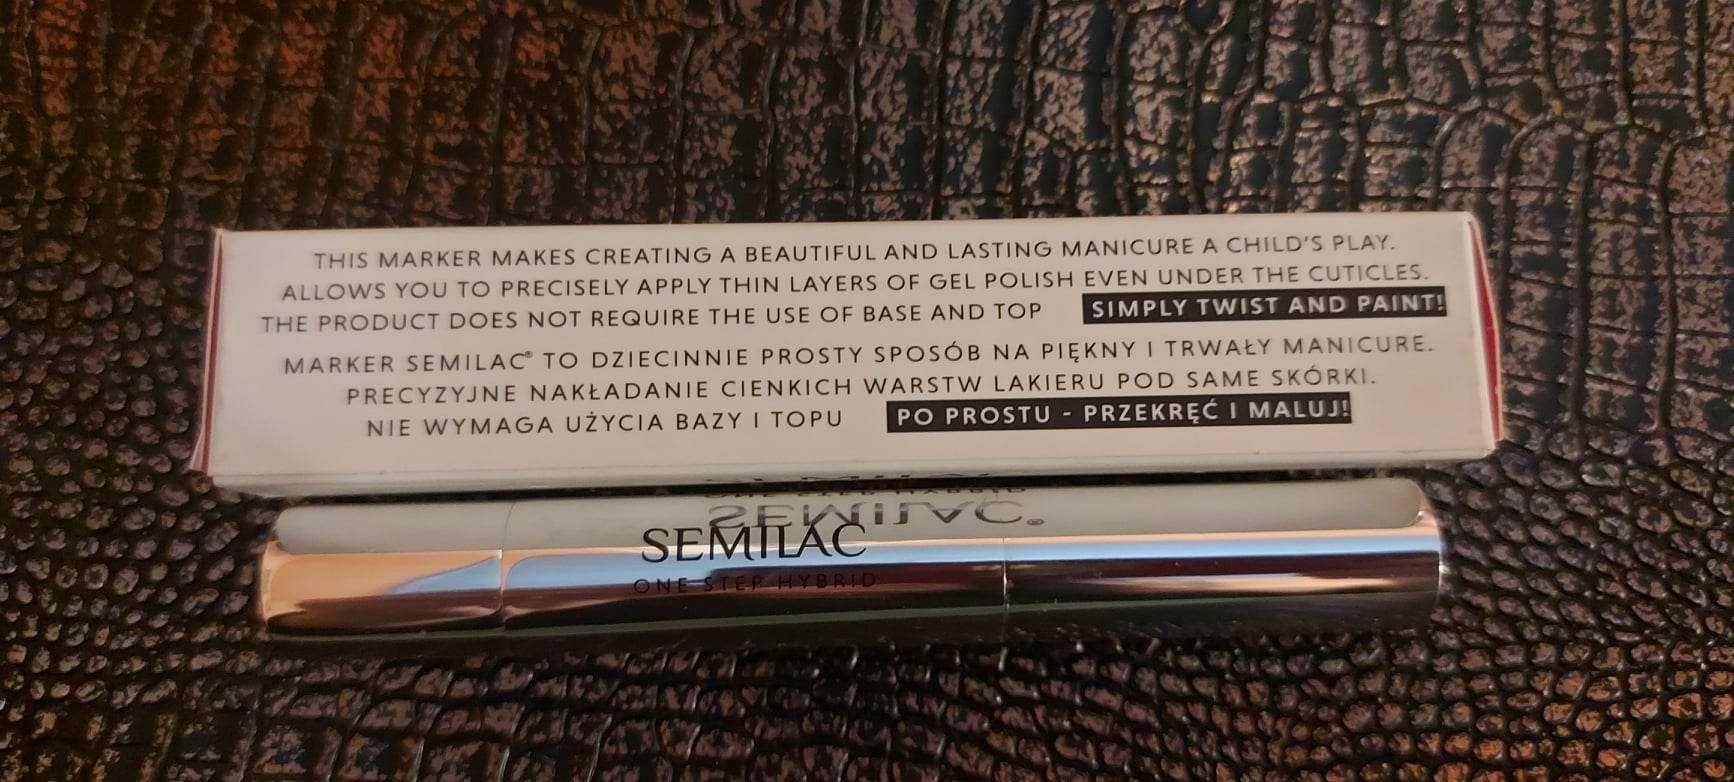 THIS MARKER MAKES CREATING A BEAUTIFUL AND LASTING MANICURE A CHILD'S PLAY.
ALLOWS YOU TO PRECISELY APPLY THIN LAYERS OF GEL POLISH EVEN UNDER THE CUTICLES.
THE PRODUCT DOES NOT REQUIRE THE USE OF BASE AND TOP SIMPLY TWIST AND PAINT!
MARKER SEMILAC® TO DZIECINNIE PROSTY SPOSÓB NA PIĘKNY I TRWAŁY MANICURE.
PRECYZYJNE NAKŁADANIE CIENKICH WARSTW LAKIERU POD SAME SKÓRKI.
NIE WYMAGA UŻYCIA BAZY I TOPU PO PROSTU - PRZEKRĘĆ I MALUJ!
SEMILAC®
SEMILAC
ONE STEP HYBRID